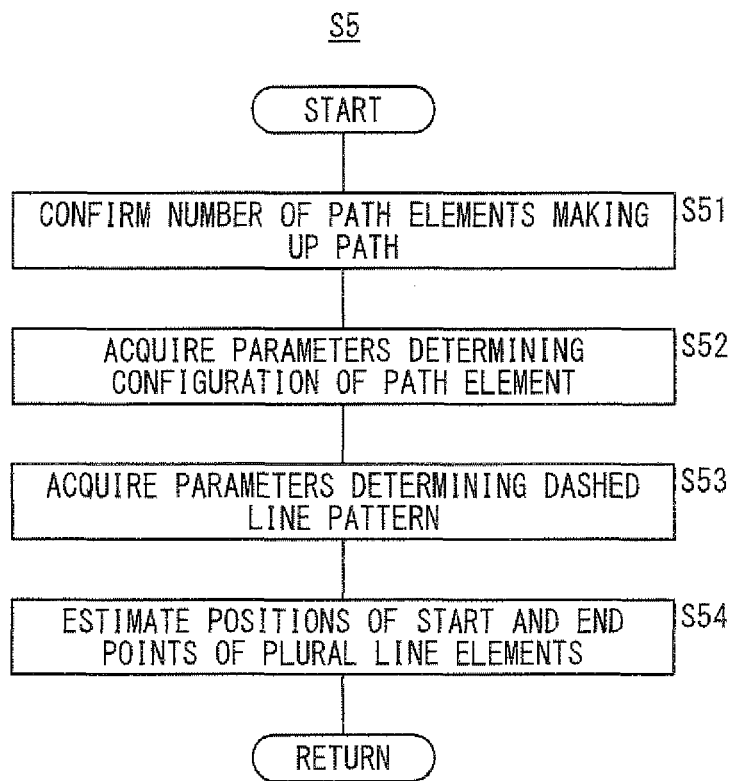 S5
START
CONFIRM NUMBER OF PATH ELEMENTS MAKING
UP PATH
S51
ACQUIRE PARAMETERS DETERMINING
CONFIGURATION OF PATH ELEMENT
S52
ACQUIRE PARAMETERS DETERMINING DASHED
LINE PATTERN
S53
ESTIMATE POSITIONS OF START AND END
POINTS OF PLURAL LINE ELEMENTS
S54
RETURN